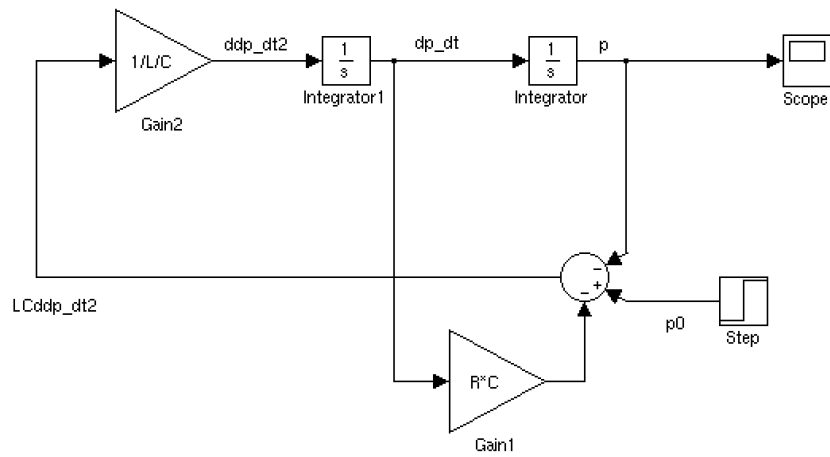 1/L/C
Gain2
ddp_dt2
1
s
Integrator1
dp_dt
1
s
Integrator
p
Scope
LCddp_dt2
−
+
−
p0
Step
R*C
Gain1